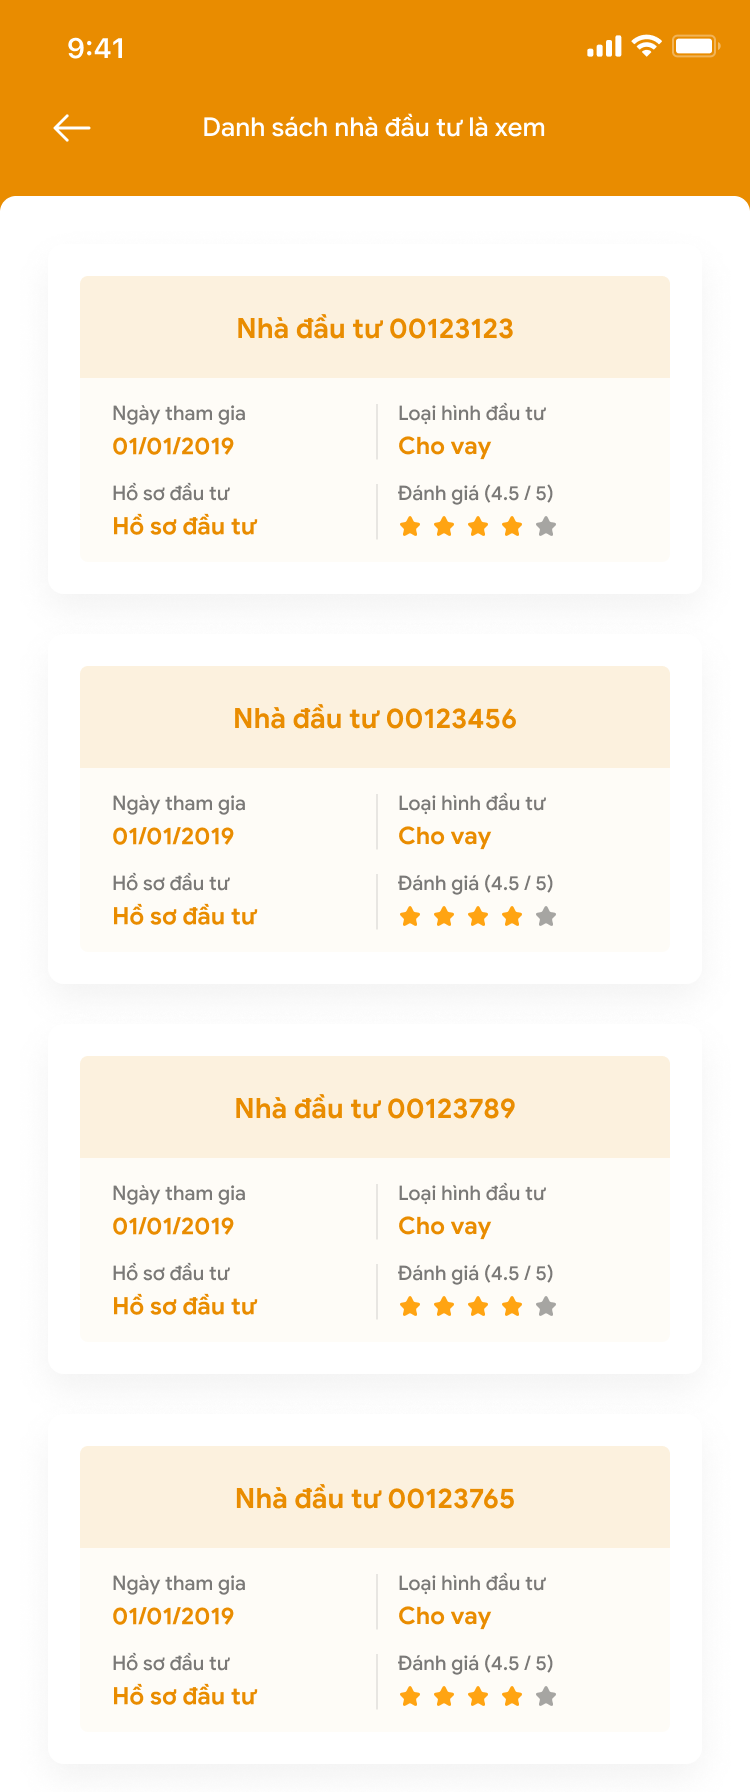 9:41
Danh sách nhà đầu tư là xem
Nhà đầu tư 00123123
Ngày tham gia
Loại hình đầu tư
01/01/2019
Cho vay
Hồ sơ đầu tư
Đánh giá (4.5 / 5)
Hồ sơ đầu tư
Nhà đầu tư 00123456
Ngày tham gia
Loại hình đầu tư
01/01/2019
Cho vay
Hồ sơ đầu tư
Đánh giá (4.5 / 5)
Hồ sơ đầu tư
Nhà đầu tư 00123789
Ngày tham gia
Loại hình đầu tư
01/01/2019
Cho vay
Hồ sơ đầu tư
Đánh giá (4.5 / 5)
Hồ sơ đầu tư
Nhà đầu tư 00123765
Ngày tham gia
Loại hình đầu tư
01/01/2019
Cho vay
Hồ sơ đầu tư
Đánh giá (4.5 / 5)
Hồ sơ đầu tư